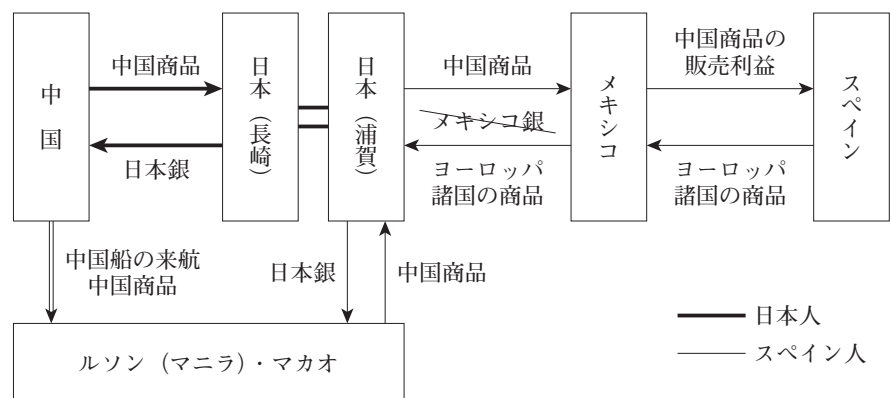 中国
中国商品
日本銀
日本（長崎）
日本（浦賀）
中国商品
メキシコ銀
ヨーロッパ
諸国の商品
メキシコ
中国商品の
販売利益
ヨーロッパ
諸国の商品
スペイン
中国船の来航
中国商品
日本銀
中国商品
ルソン（マニラ）・マカオ
日本人
スペイン人